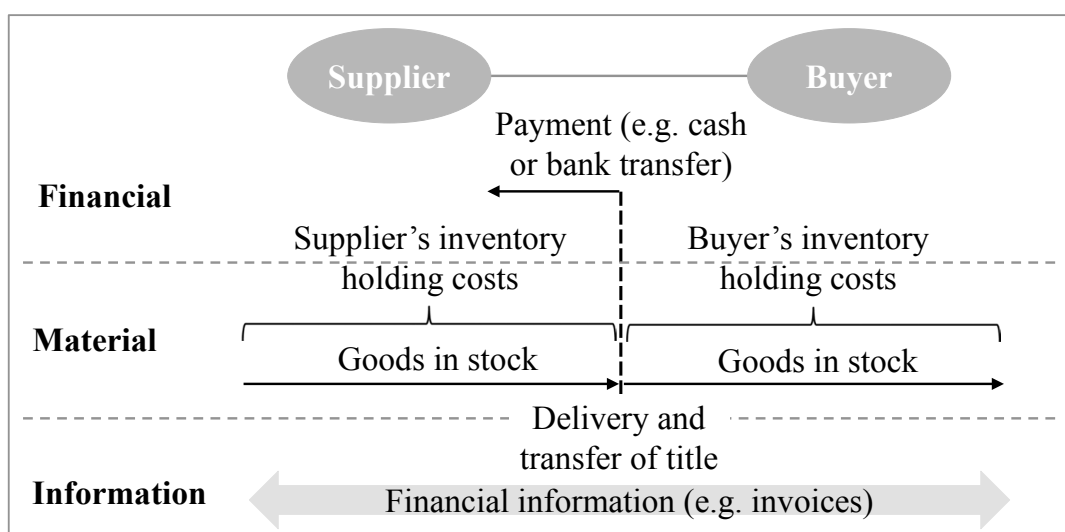 Supplier
Buyer
Payment (e.g. cash
or bank transfer)
Financial
Supplier’s inventory
holding costs
Buyer’s inventory
holding costs
Material
Goods in stock
Goods in stock
Delivery and
transfer of title
Information
Financial information (e.g. invoices)